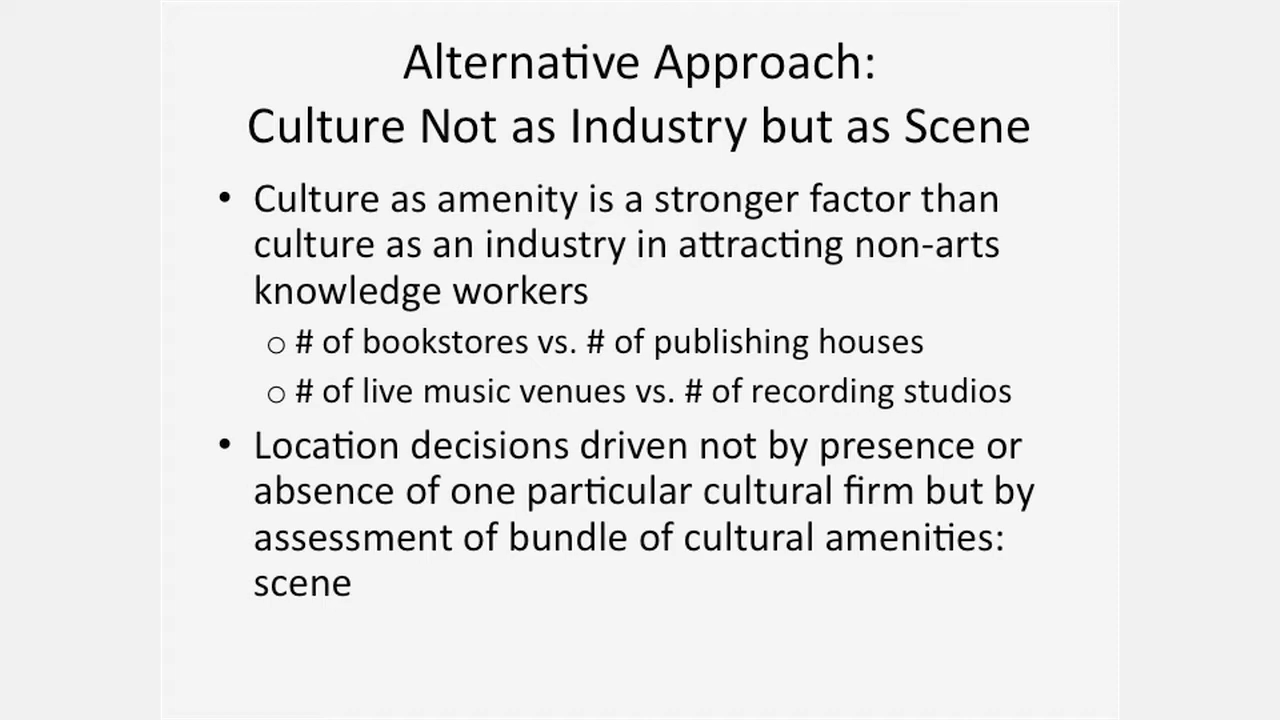 Alternative Approach:
Culture Not as Industry but as Scene
• Culture as amenity is a stronger factor than
culture as an industry in attracting non-arts
knowledge workers
o # of bookstores vs. # of publishing houses
o # of live music venues vs. # of recording studios
• Location decisions driven not by presence or
absence of one particular cultural firm but by
assessment of bundle of cultural amenities:
scene